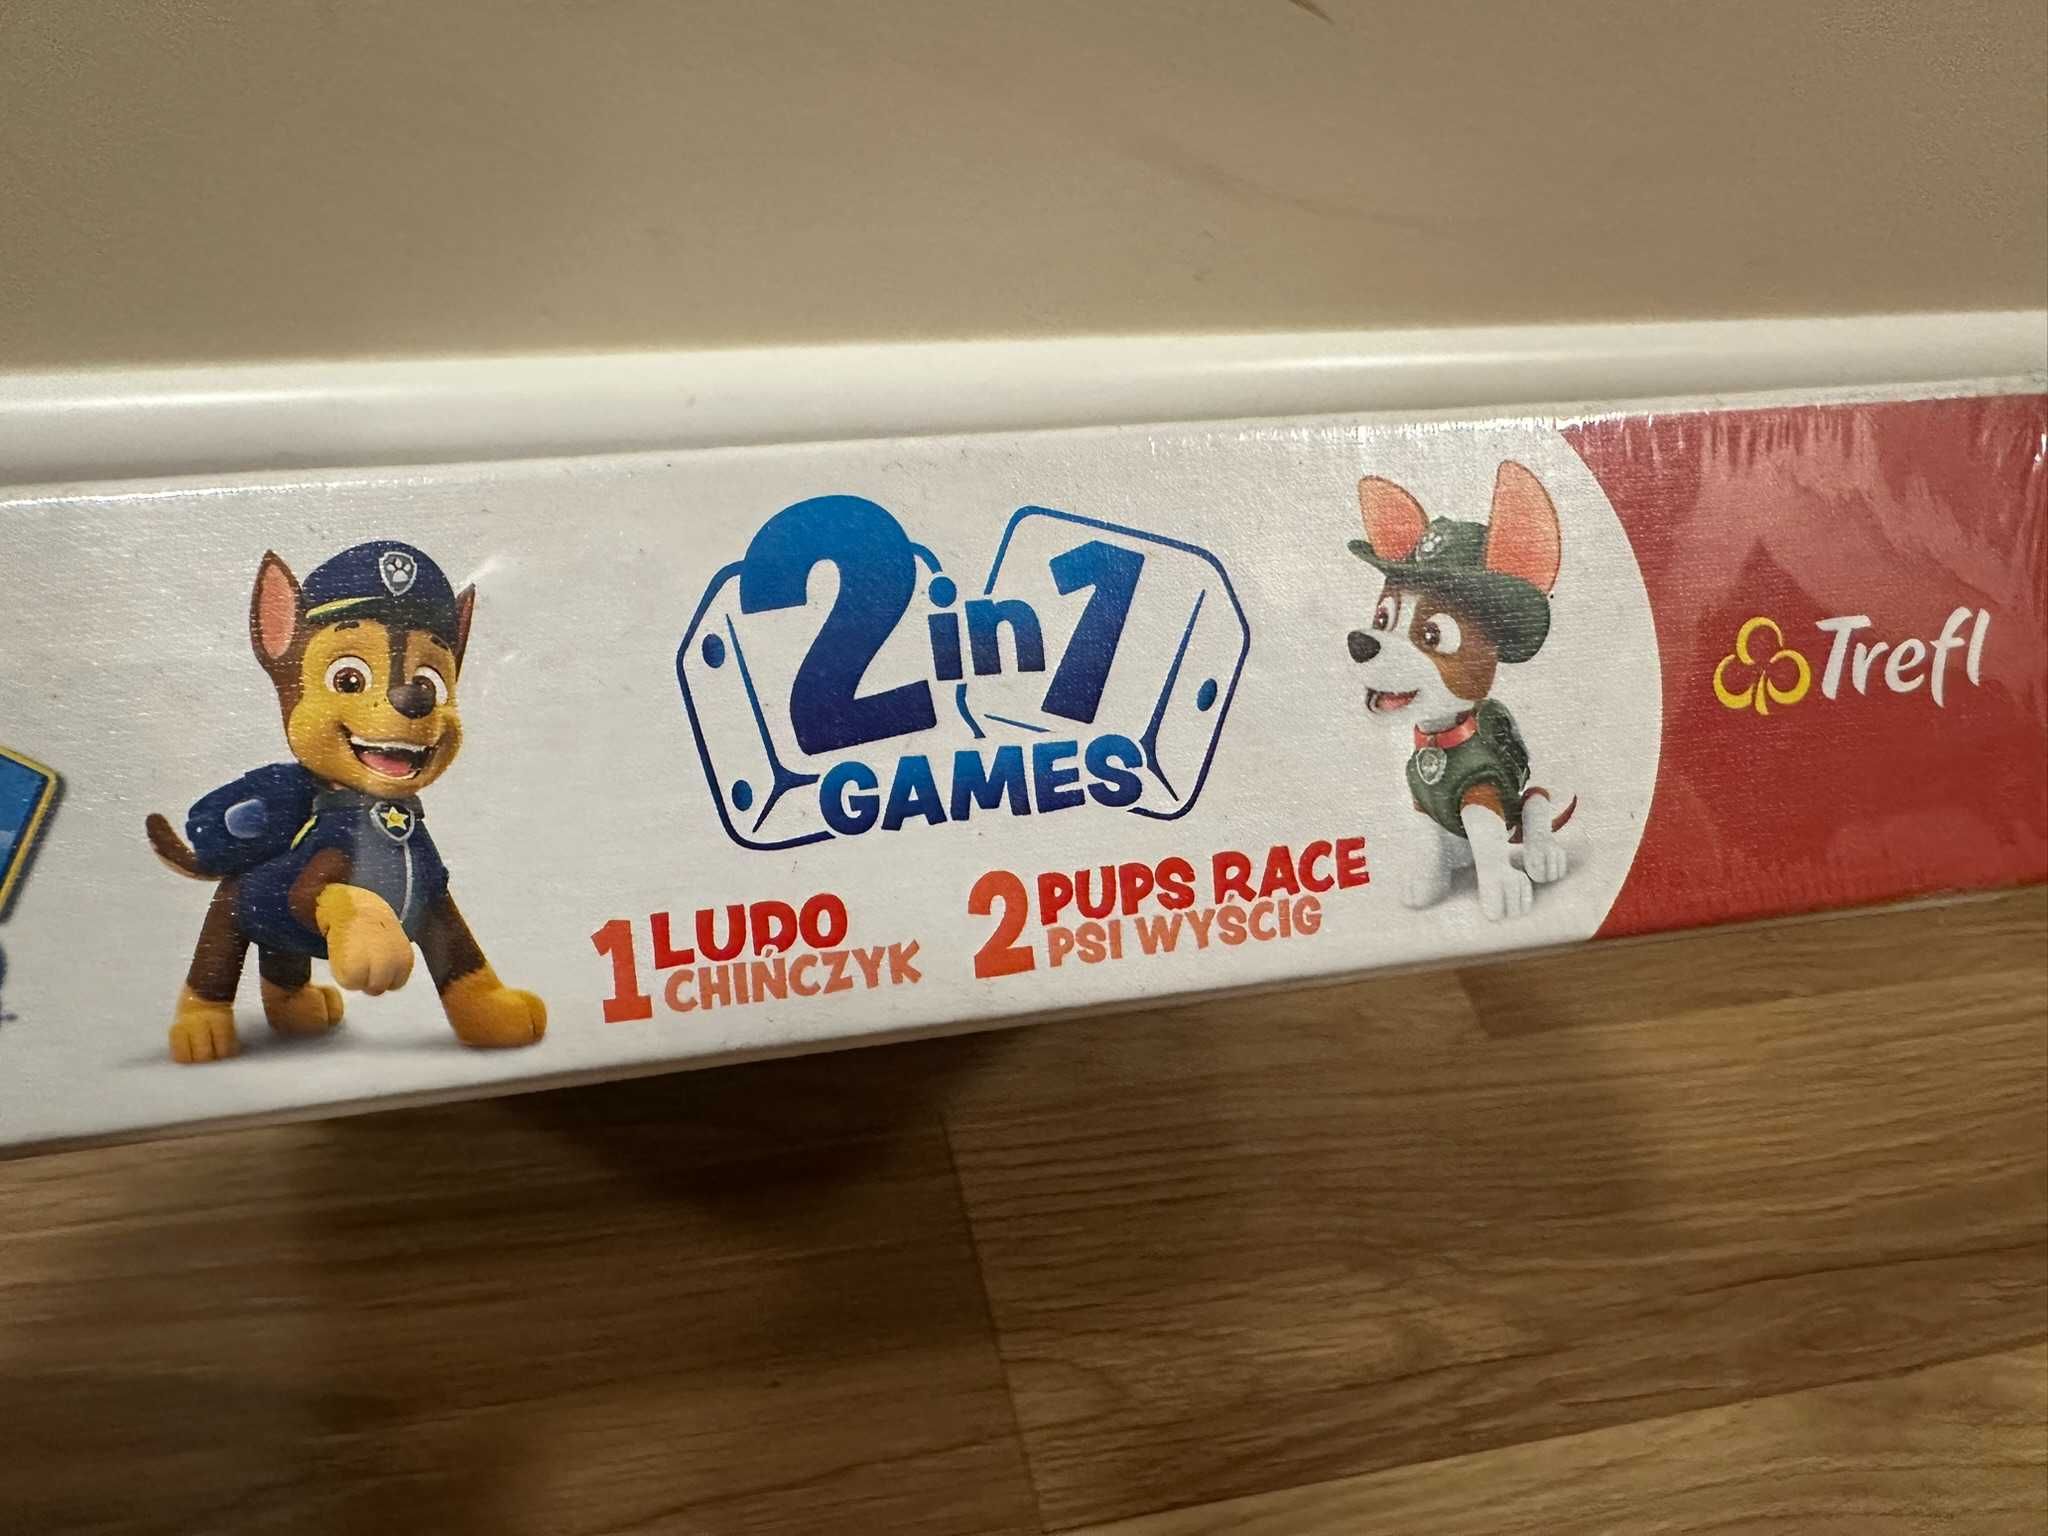 2in1
GAMES
1 LUDO
CHIŃCZYK
2 PUPS RACE
PSI WYŚCIG
Trefl